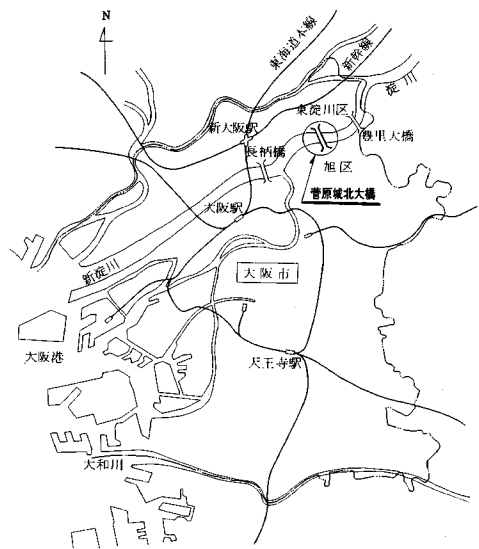 N
東海道本線
新幹線
淀川
東淀川区
新大阪駅
豊里大橋
長柄橋
旭区
菅原城北大橋
大阪駅
新淀川
大阪市
大阪港
天王寺駅
大和川